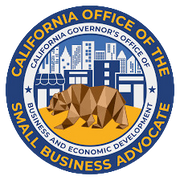 CALIFORNIA OFFICE OF THE
SMALL BUSINESS ADVOCATE
CALIFORNIA GOVERNOR'S OFFICE OF
BUSINESS AND ECONOMIC DEVELOPMENT